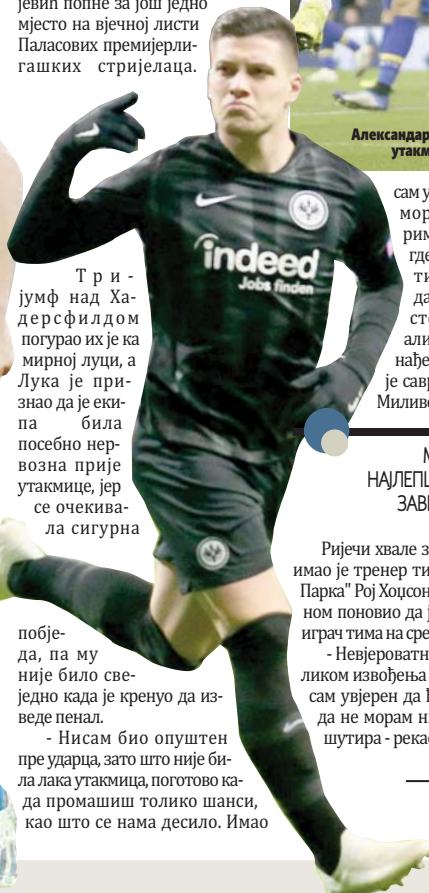 јевић попне за још једно
мјесто на вјечној листи
Паласових премијерли-
гашких стријелаца.
Три-
јумф над Ха-
дерсфилдом
погурао их је ка
мирној луци, а
Лука је при-
знао да је еки-
па била
посебно нер-
возна прије
утакмице, јер
се очекива-
ла сигурна
побје-
да, па му
није било све-
једно када је кренуо да из-
веде пенал.
- Нисам био опуштен
пре ударца, зато што није би-
ла лака утакмица, поготово ка-
да промашиш толико шанси,
као што се нама десило. Имао
indeed
Jobs finden
Александар
утакм
сам у
мор
рим
где
ти
да
сто
али
нађе
је савр
Миливо
М
НАЈЛЕПШ
ЗАВР
Ријечи хвале з
имао је тренер ти
Парка" Рој Хоџсон
ном поновио да ј
играч тима на сре
- Невјероватн
ликом извођења
сам увјерен да ћ
да не морам н
шутира - река